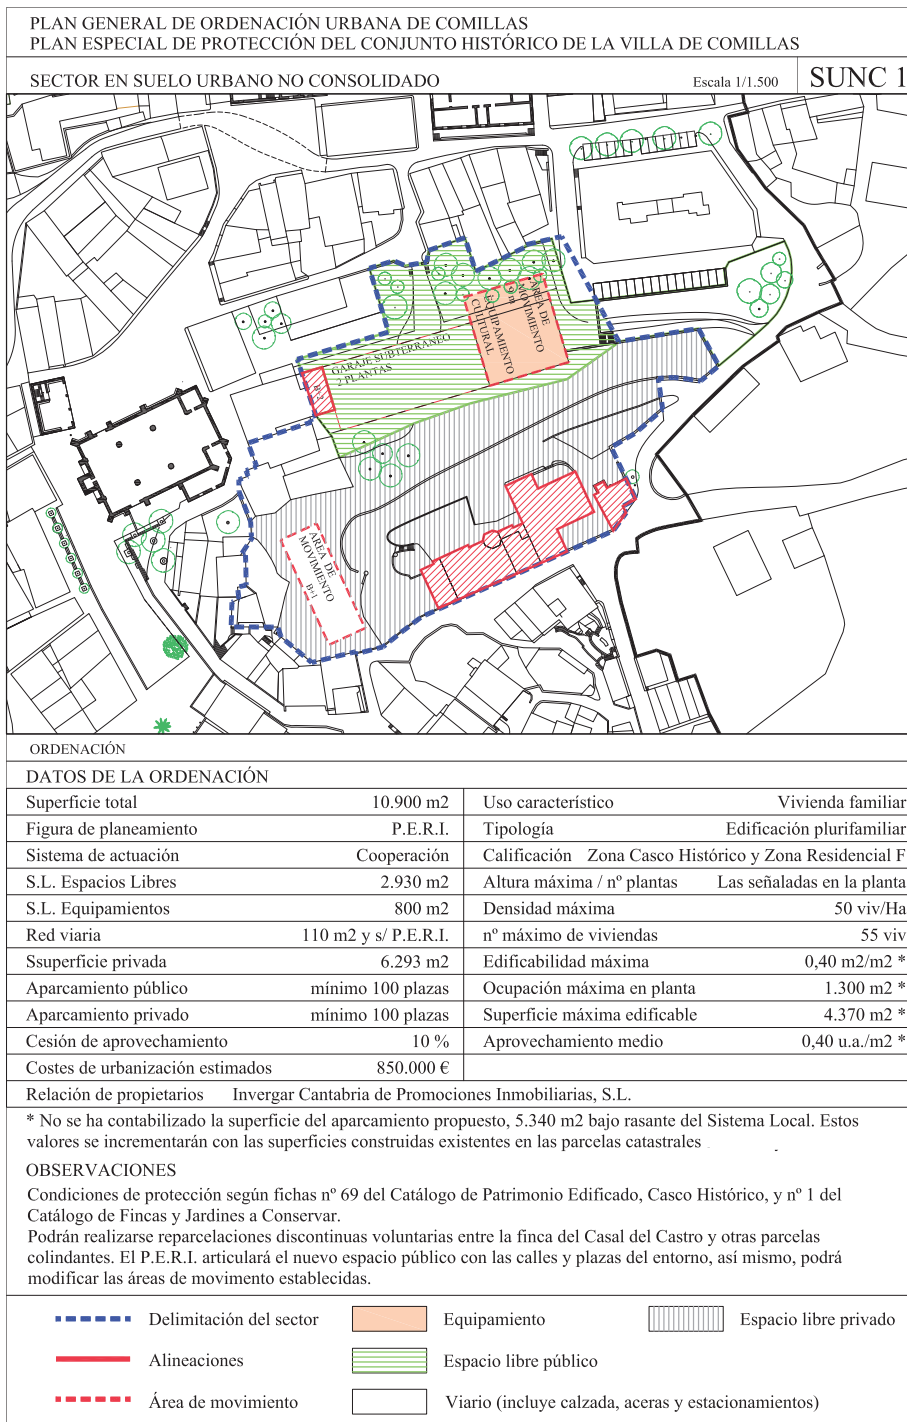 PLAN GENERAL DE ORDENACIÓN URBANA DE COMILLAS
PLAN ESPECIAL DE PROTECCIÓN DEL CONJUNTO HISTÓRICO DE LA VILLA DE COMILLAS
SECTOR EN SUELO URBANO NO CONSOLIDADO Escala 1/1.500 SUNC 1
ÁREA DE
MOVIMIENTO
EQUIPAMIENTO
CULTURAL
GARAJE SUBTERRANEO
2 PLANTAS
AREA DE
MOVIMIENTO
B+1
ORDENACIÓN
DATOS DE LA ORDENACIÓN
Superficie total 10.900 m2 Uso característico Vivienda familiar
Figura de planeamiento P.E.R.I. Tipología Edificación plurifamiliar
Sistema de actuación Cooperación Calificación Zona Casco Histórico y Zona Residencial F
S.L. Espacios Libres 2.930 m2 Altura máxima / nº plantas Las señaladas en la planta
S.L. Equipamientos 800 m2 Densidad máxima 50 viv/Ha
Red viaria 110 m2 y s/ P.E.R.I. nº máximo de viviendas 55 viv
Ssuperficie privada 6.293 m2 Edificabilidad máxima 0,40 m2/m2 *
Aparcamiento público mínimo 100 plazas Ocupación máxima en planta 1.300 m2 *
Aparcamiento privado mínimo 100 plazas Superficie máxima edificable 4.370 m2 *
Cesión de aprovechamiento 10 % Aprovechamiento medio 0,40 u.a./m2 *
Costes de urbanización estimados 850.000 €
Relación de propietarios Invergar Cantabria de Promociones Inmobiliarias, S.L.
* No se ha contabilizado la superficie del aparcamiento propuesto, 5.340 m2 bajo rasante del Sistema Local. Estos
valores se incrementarán con las superficies construidas existentes en las parcelas catastrales
OBSERVACIONES
Condiciones de protección según fichas nº 69 del Catálogo de Patrimonio Edificado, Casco Histórico, y nº 1 del
Catálogo de Fincas y Jardines a Conservar.
Podrán realizarse reparcelaciones discontinuas voluntarias entre la finca del Casal del Castro y otras parcelas
colindantes. El P.E.R.I. articulará el nuevo espacio público con las calles y plazas del entorno, así mismo, podrá
modificar las áreas de movimento establecidas.
Delimitación del sector Equipamiento Espacio libre privado
Alineaciones Espacio libre público
Área de movimiento Viario (incluye calzada, aceras y estacionamientos)